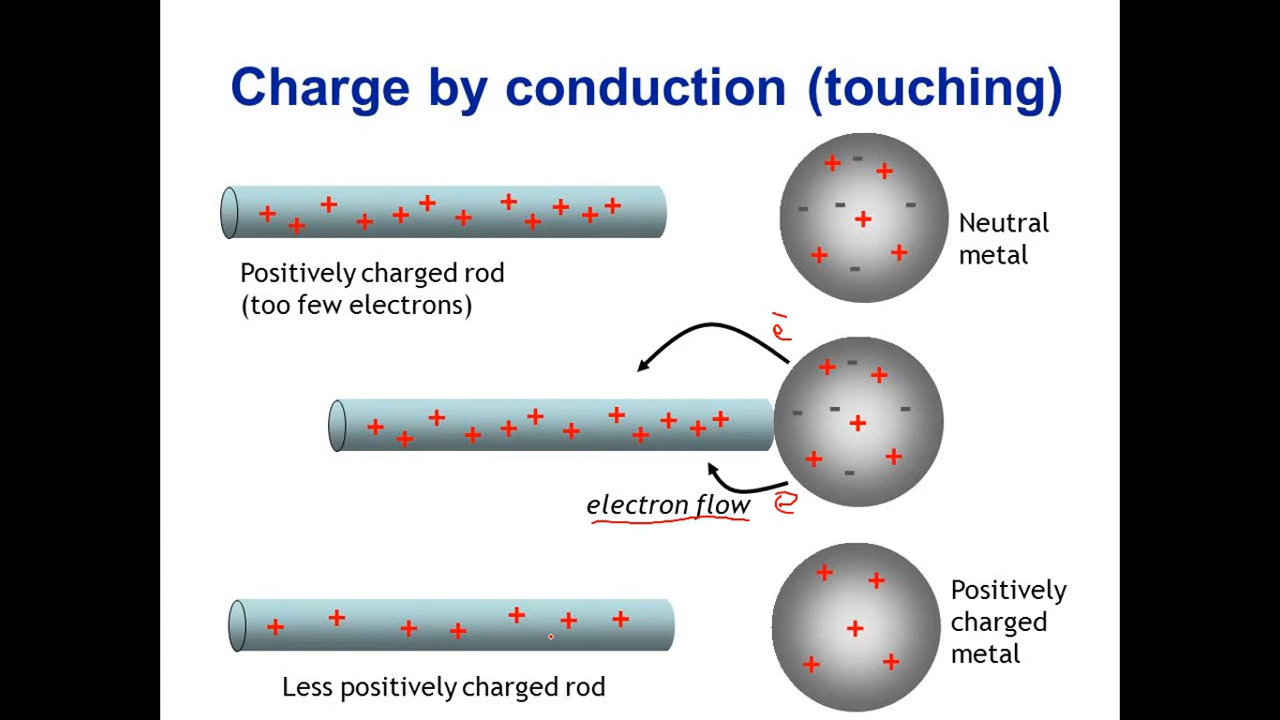 Charge by conduction (touching)
Positively charged rod
(too few electrons)
Neutral
metal
e-
electron flow
e-
Less positively charged rod
Positively
charged
metal